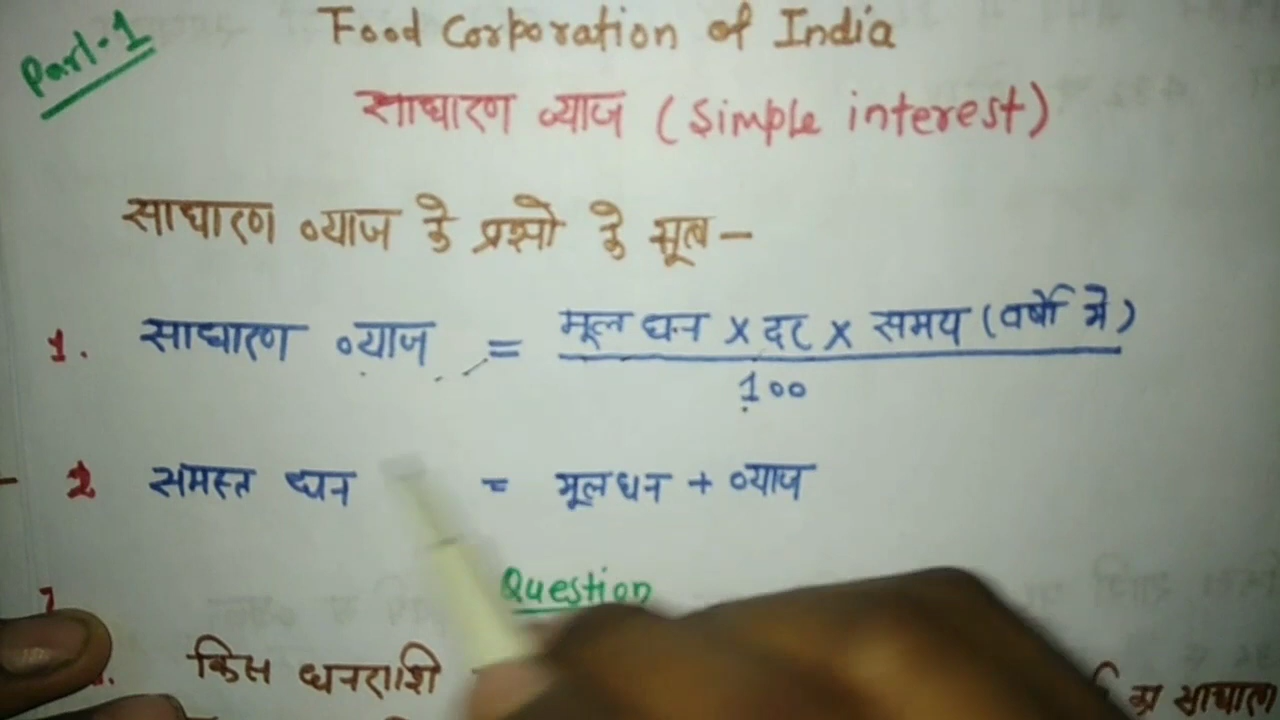 Part-1
Food Corporation of India
साधारण ब्याज (Simple interest)
साधारण ब्याज के प्रश्नो के सूत्र -
1. साधारण ब्याज = मूलधन × दर × समय (वर्षो मे)
100
2 समस्त धन = मूलधन + ब्याज
Question
किस धनराशि
का साधारण